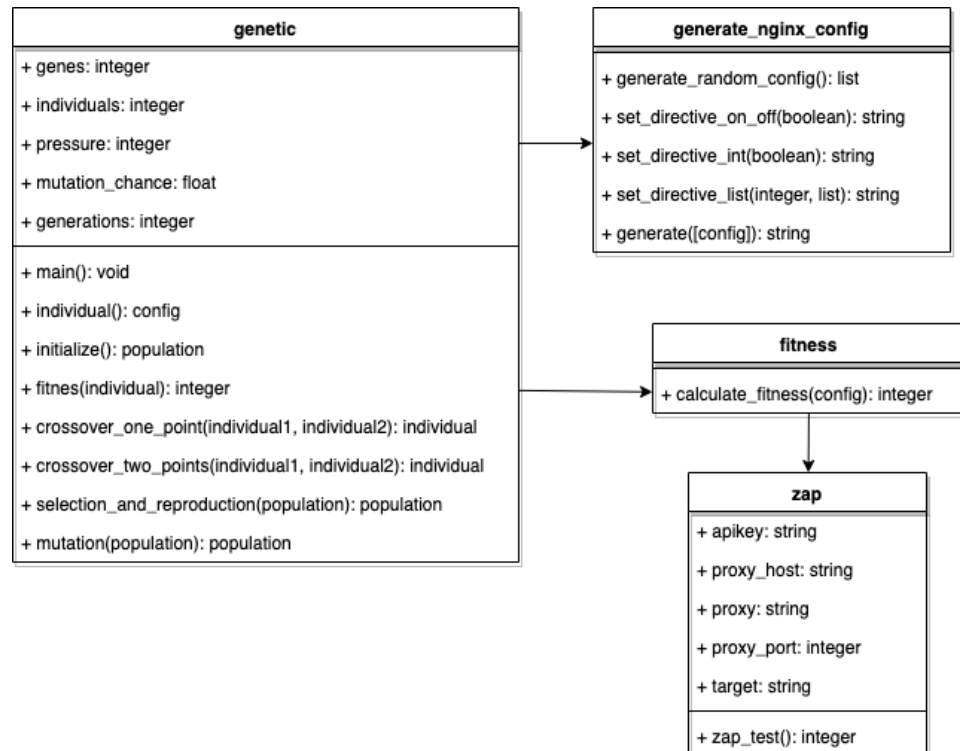 genetic
+ genes: integer
+ individuals: integer
+ pressure: integer
+ mutation_chance: float
+ generations: integer
+ main(): void
+ individual(): config
+ initialize(): population
+ fitnes(individual): integer
+ crossover_one_point(individual1, individual2): individual
+ crossover_two_points(individual1, individual2): individual
+ selection_and_reproduction(population): population
+ mutation(population): population
generate_nginx_config
+ generate_random_config(): list
+ set_directive_on_off(boolean): string
+ set_directive_int(boolean): string
+ set_directive_list(integer, list): string
+ generate([config]): string
fitness
+ calculate_fitness(config): integer
zap
+ apikey: string
+ proxy_host: string
+ proxy: string
+ proxy_port: integer
+ target: string
+ zap_test(): integer